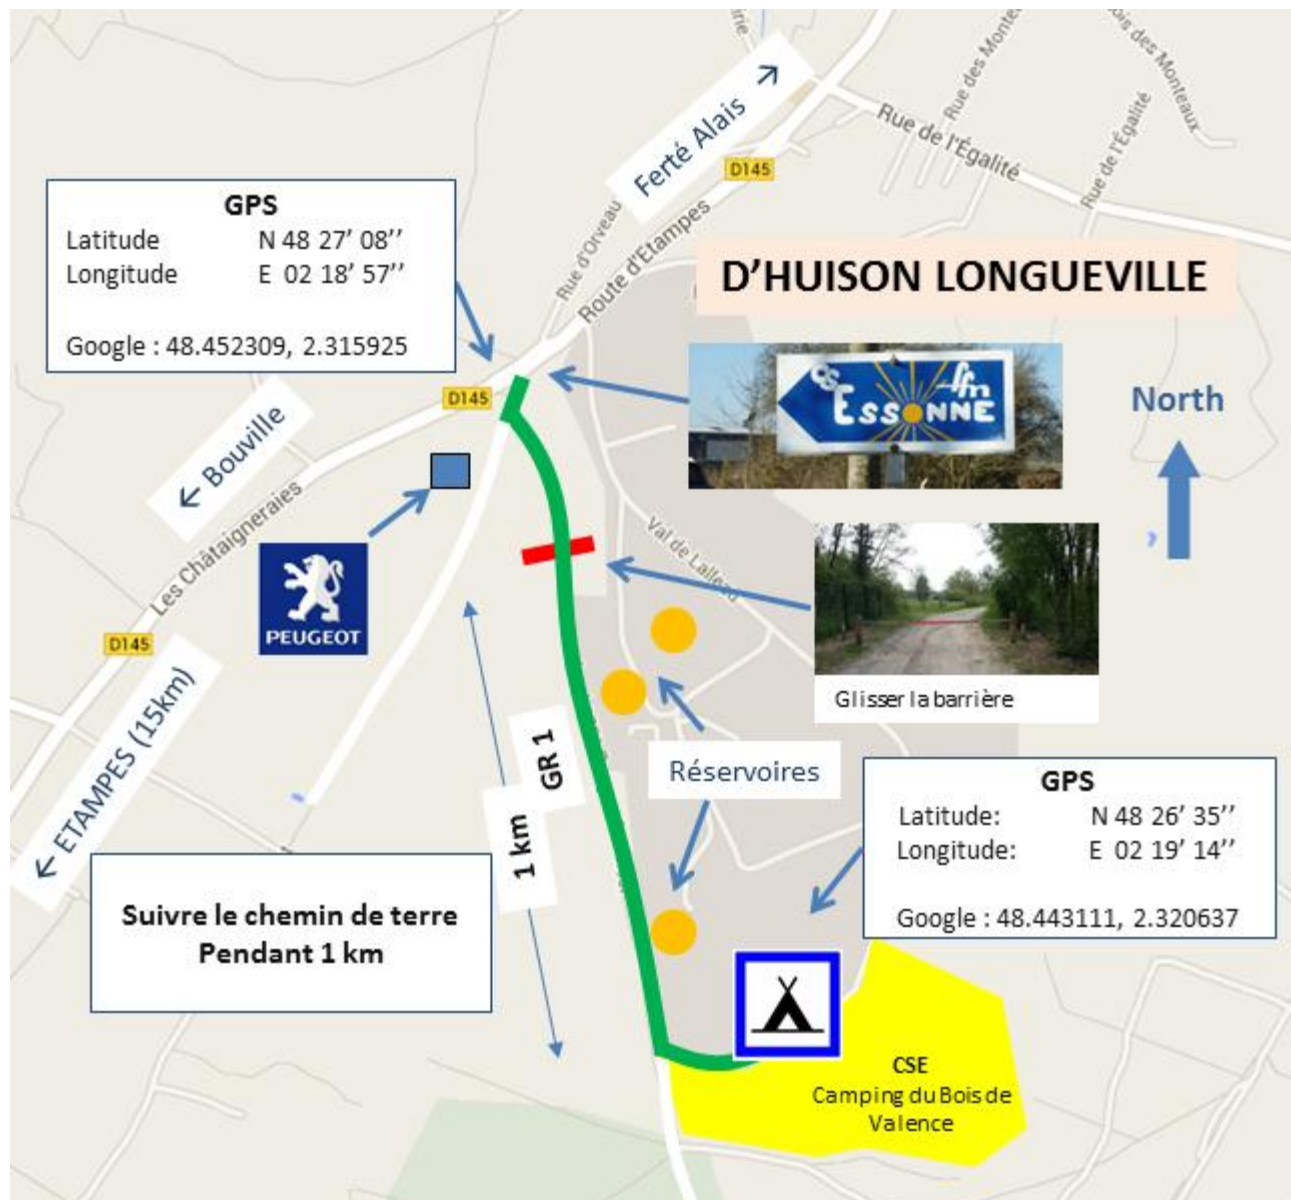 Ferté Alais →
Rue des Monteaux
Rue de l'Égalité
Rue de l'Égalité
D145
GPS
Latitude N 48 27’ 08’’
Longitude E 02 18’ 57’’
Google : 48.452309, 2.315925
Rue d'Orveau
Route d'Etampes
D'HUISON LONGUEVILLE
CS
ESSONNE
ffn
North
D145
← Bouville
Les Châtaigneraies
Val de Lalleau
PEUGEOT
D145
← ETAMPES (15km)
Glisser la barrière
GR 1
1 km
Réservoires
GPS
Latitude: N 48 26’ 35’’
Longitude: E 02 19’ 14’’
Google : 48.443111, 2.320637
Suivre le chemin de terre
Pendant 1 km
CSE
Camping du Bois de
Valence